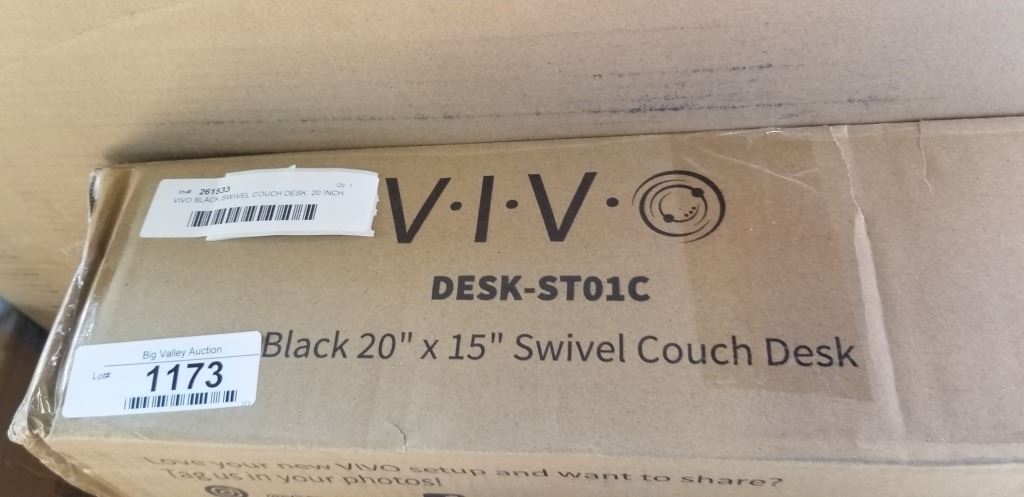 Inv#: 261533 Qty: 1
VIVO BLACK SWIVEL COUCH DESK, 20 INCH
V·I·V·O
DESK-ST01C
Black 20" x 15" Swivel Couch Desk
Big Valley Auction
Lot# 1173
Love your new VIVO setup and want to share?
Tag us in your photos!